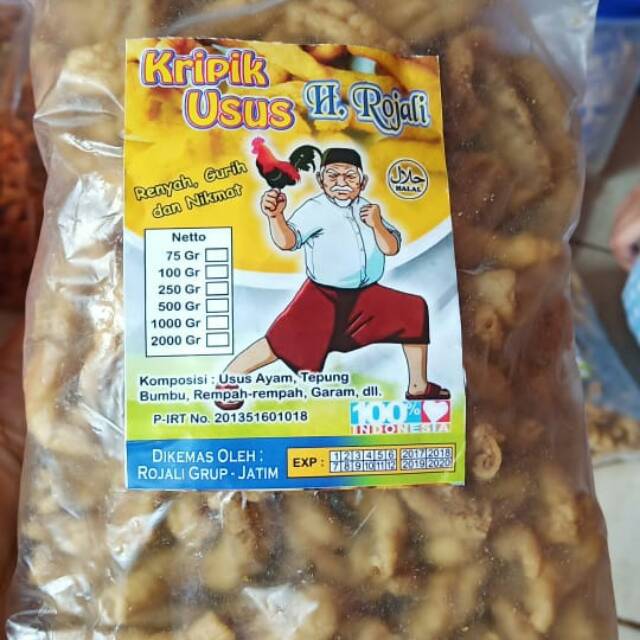 Kripik
Usus H. Rojali
Renyah, Gurih
dan Nikmat
حلال
HALAL
Netto
75 Gr
100 Gr
250 Gr
500 Gr
1000 Gr
2000 Gr
Komposisi : Usus Ayam, Tepung
Bumbu, Rempah-rempah, Garam, dll.
P-IRT No. 201351601018
100%
INDONESIA
DIKEMAS OLEH :
ROJALI GRUP - JATIM
EXP :
1 2 3 4 5 6 2017 2018
7 8 9 10 11 12 2019 2020